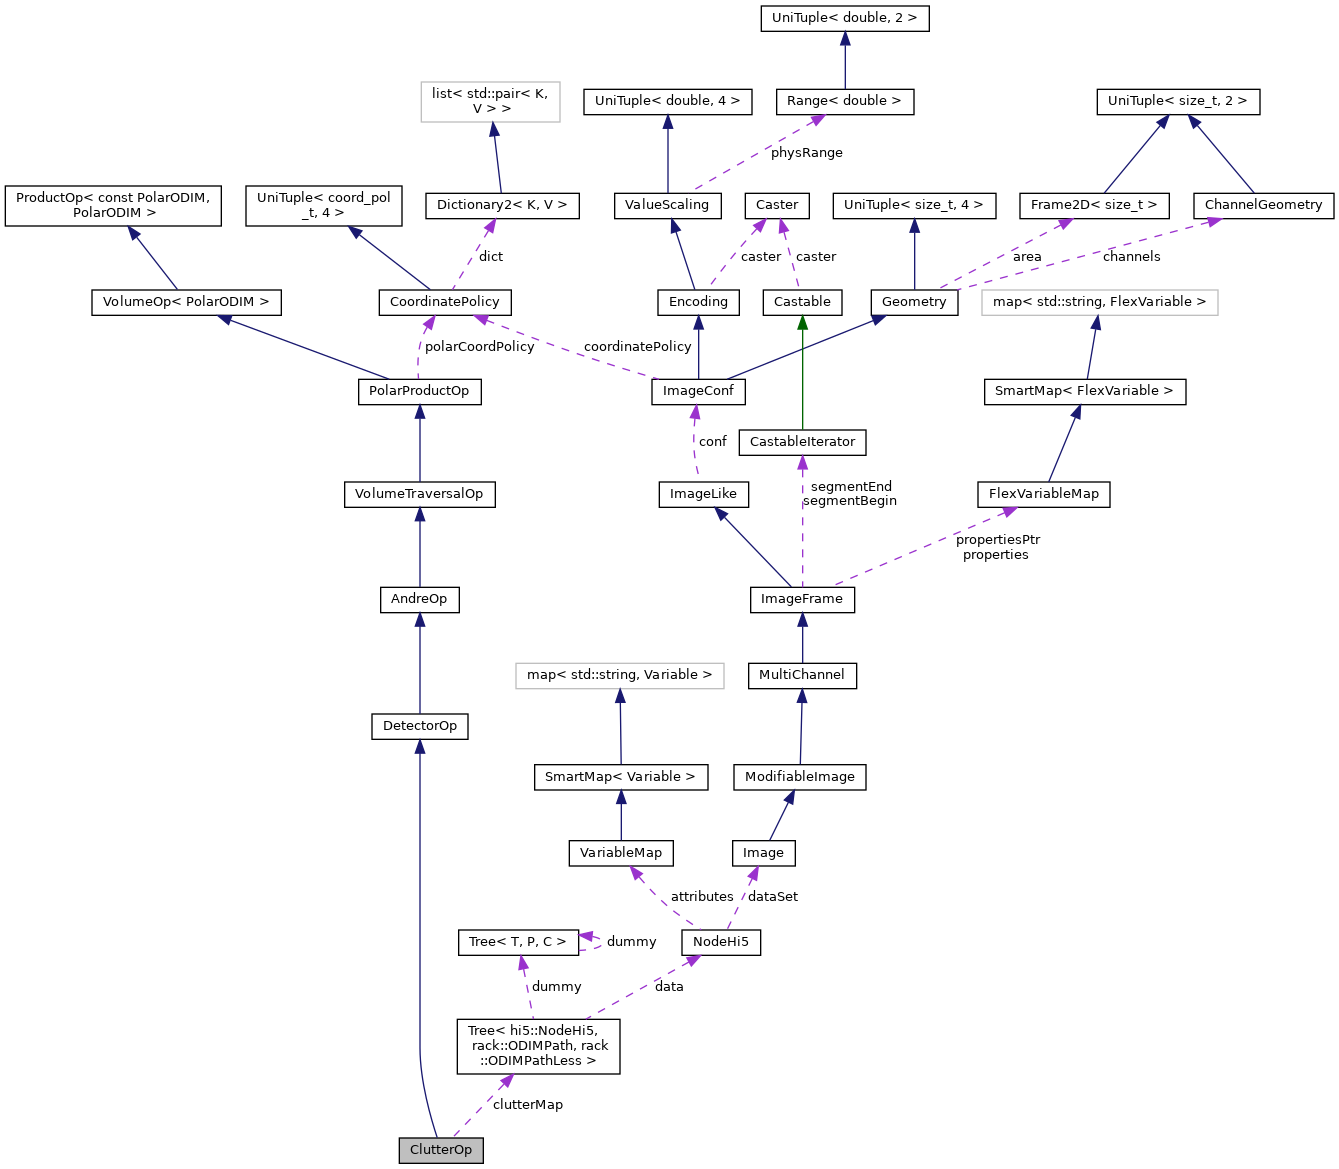 UniTuple< double, 2 >
list< std::pair< K,
V > >
UniTuple< double, 4 >
Range< double >
UniTuple< size_t, 2 >
physRange
ProductOp< const PolarODIM,
PolarODIM >
UniTuple< coord_pol
_t, 4 >
Dictionary2< K, V >
ValueScaling
Caster
UniTuple< size_t, 4 >
Frame2D< size_t >
ChannelGeometry
dict
caster
caster
area
channels
VolumeOp< PolarODIM >
CoordinatePolicy
Encoding
Castable
Geometry
map< std::string, FlexVariable >
polarCoordPolicy
coordinatePolicy
PolarProductOp
ImageConf
SmartMap< FlexVariable >
conf
CastableIterator
VolumeTraversalOp
ImageLike
segmentEnd
segmentBegin
FlexVariableMap
propertiesPtr
properties
AndreOp
ImageFrame
map< std::string, Variable >
MultiChannel
DetectorOp
SmartMap< Variable >
ModifiableImage
VariableMap
Image
attributes
dataSet
Tree< T, P, C >
dummy
NodeHi5
dummy
data
Tree< hi5::NodeHi5,
rack::ODIMPath, rack
::ODIMPathLess >
clutterMap
ClutterOp